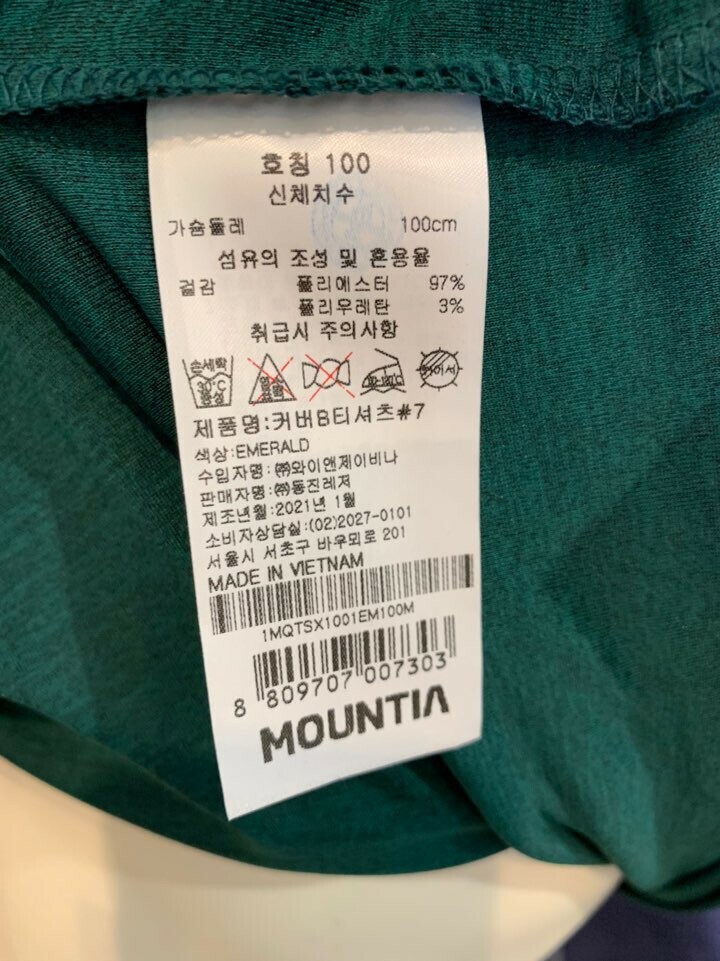 호칭 100
신체치수
가슴둘레 100cm
섬유의 조성 및 혼용율
겉감 폴리에스터 97%
폴리우레탄 3%
취급시 주의사항
손세탁
30°C
중성
제품명:커버B티셔츠#7
색상:EMERALD
수입자명:㈜와이앤제이비나
판매자명:㈜동진레저
제조년월:2021년 1월
소비자상담실:(02)2027-0101
서울시 서초구 바우뫼로 201
MADE IN VIETNAM
1MQTSX1001EM100M
8 809707 007303
MOUNTIA